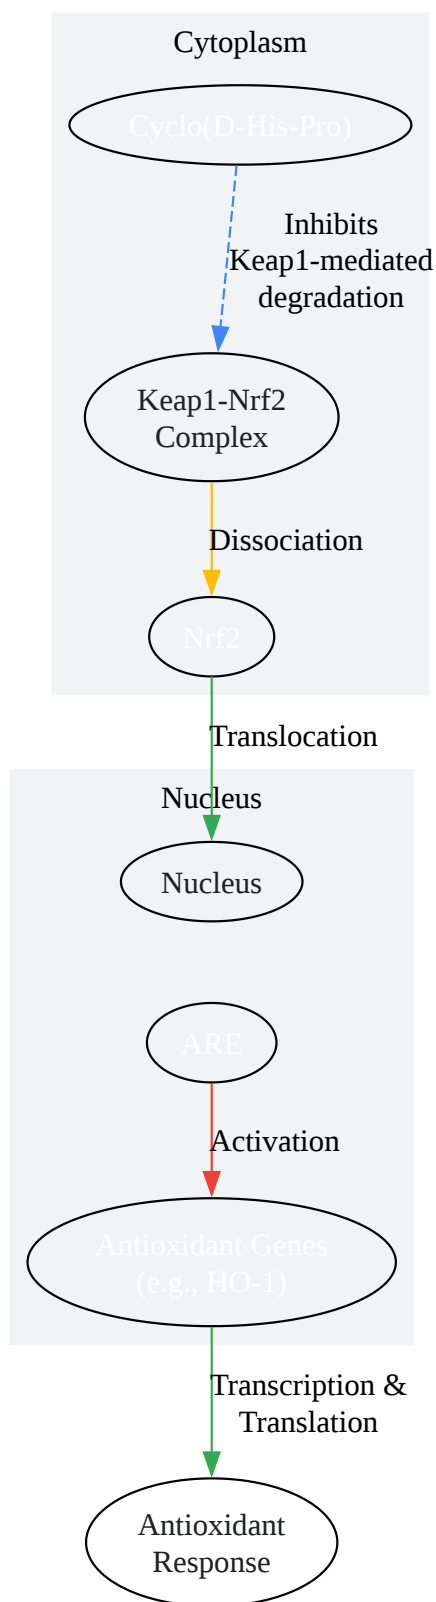 Cytoplasm
Cyclo(D-His-Pro)
Inhibits
Keap1-mediated
degradation
Keap1-Nrf2
Complex
Dissociation
Nrf2
Translocation
Nucleus
Nucleus
ARE
Activation
Antioxidant Genes
(e.g., HO-1)
Transcription &
Translation
Antioxidant
Response